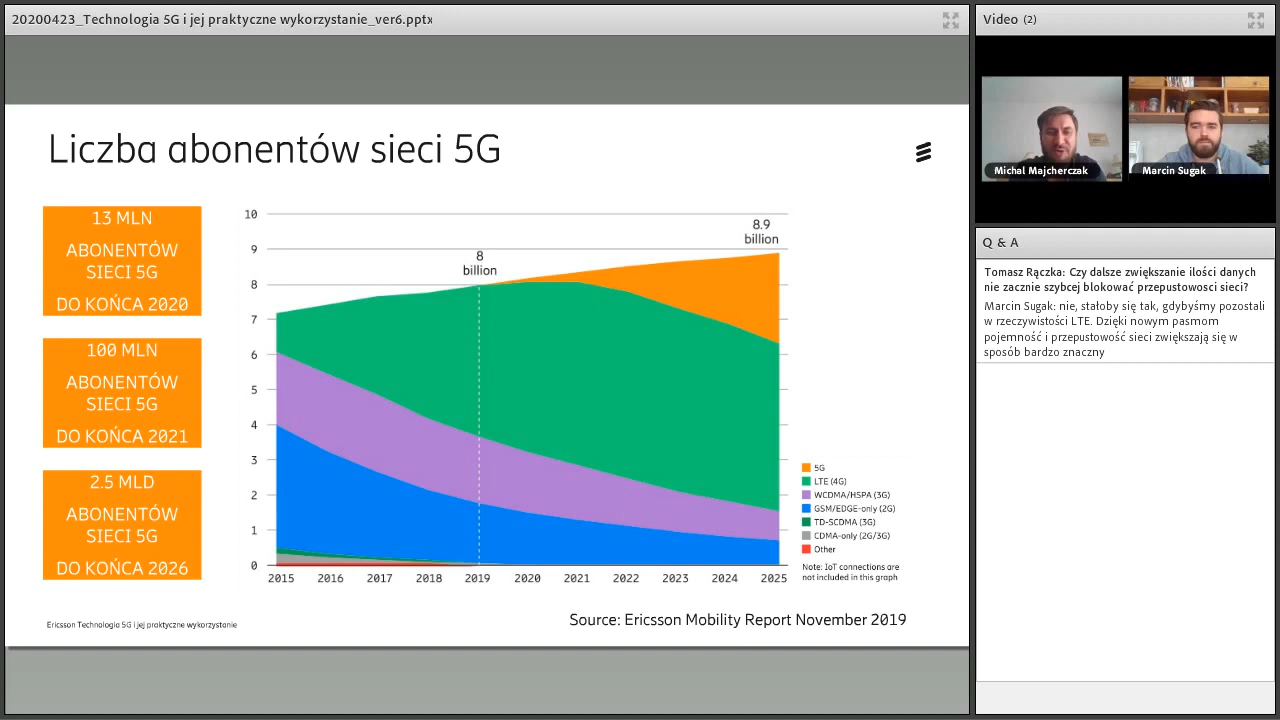 20200423_Technologia 5G i jej praktyczne wykorzystanie_ver6.pptx
Liczba abonentów sieci 5G
13 MLN
ABONENTÓW
SIECI 5G
DO KOŃCA 2020
100 MLN
ABONENTÓW
SIECI 5G
DO KOŃCA 2021
2.5 MLD
ABONENTÓW
SIECI 5G
DO KOŃCA 2026
10
9
8
7
6
5
4
3
2
1
0
8
billion
8.9
billion
2015 2016 2017 2018 2019 2020 2021 2022 2023 2024 2025
5G
LTE (4G)
WCDMA/HSPA (3G)
GSM/EDGE-only (2G)
TD-SCDMA (3G)
CDMA-only (2G/3G)
Other
Note: IoT connections are
not included in this graph
Source: Ericsson Mobility Report November 2019
Ericsson Technologia 5G i jej praktyczne wykorzystanie
Video (2)
Michal Majcherczak
Marcin Sugak
Q & A
Tomasz Rączka: Czy dalsze zwiększanie ilości danych
nie zacznie szybcej blokować przepustowosci sieci?
Marcin Sugak: nie, stałoby się tak, gdybyśmy pozostali
w rzeczywistości LTE. Dzięki nowym pasmom
pojemność i przepustowość sieci zwiększają się w
sposób bardzo znaczny